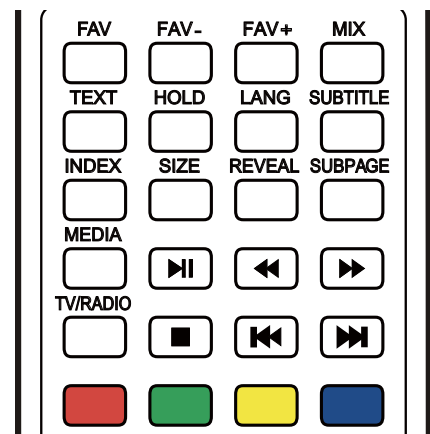 FAV FAV- FAV+ MIX
TEXT HOLD LANG SUBTITLE
INDEX SIZE REVEAL SUBPAGE
MEDIA
TV/RADIO